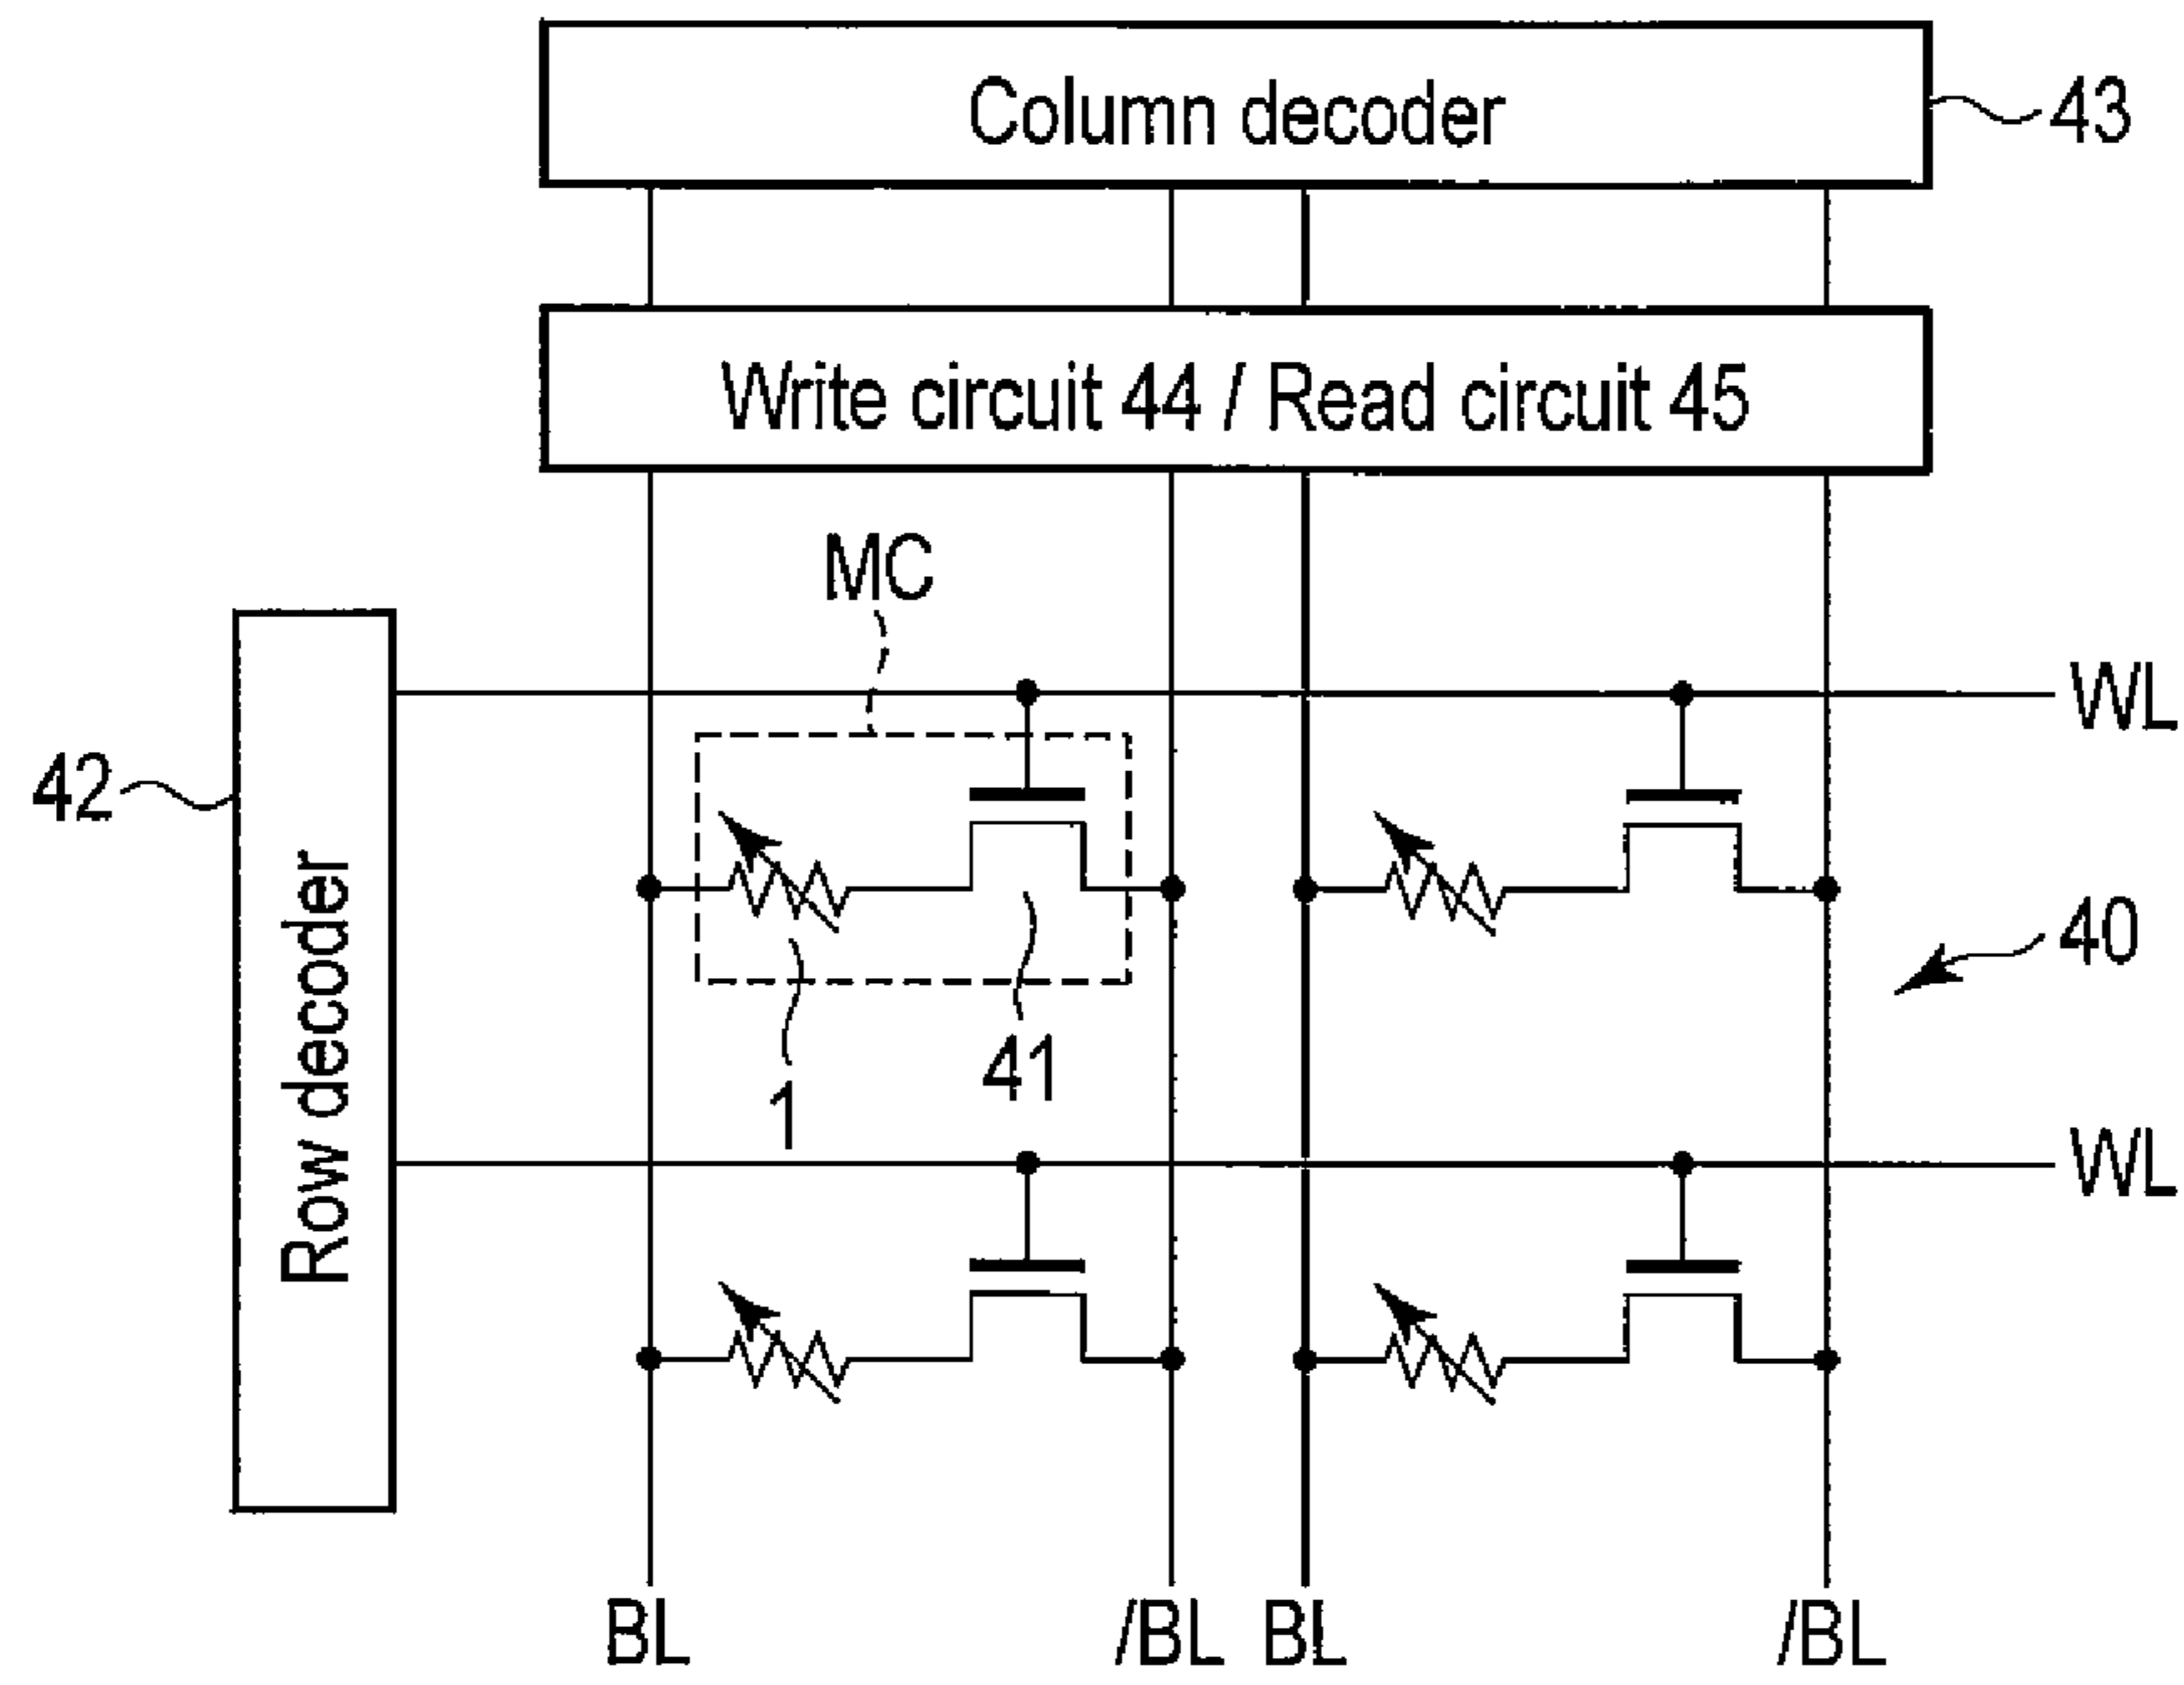 Column decoder
43
Write circuit 44 / Read circuit 45
MC
WL
42
Row decoder
40
1
41
WL
BL
/BL
BL
/BL